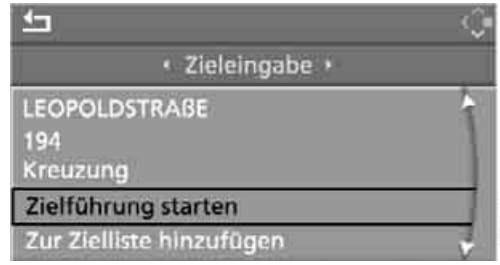 Zieleingabe
LEOPOLDSTRAßE
194
Kreuzung
Zielführung starten
Zur Zielliste hinzufügen